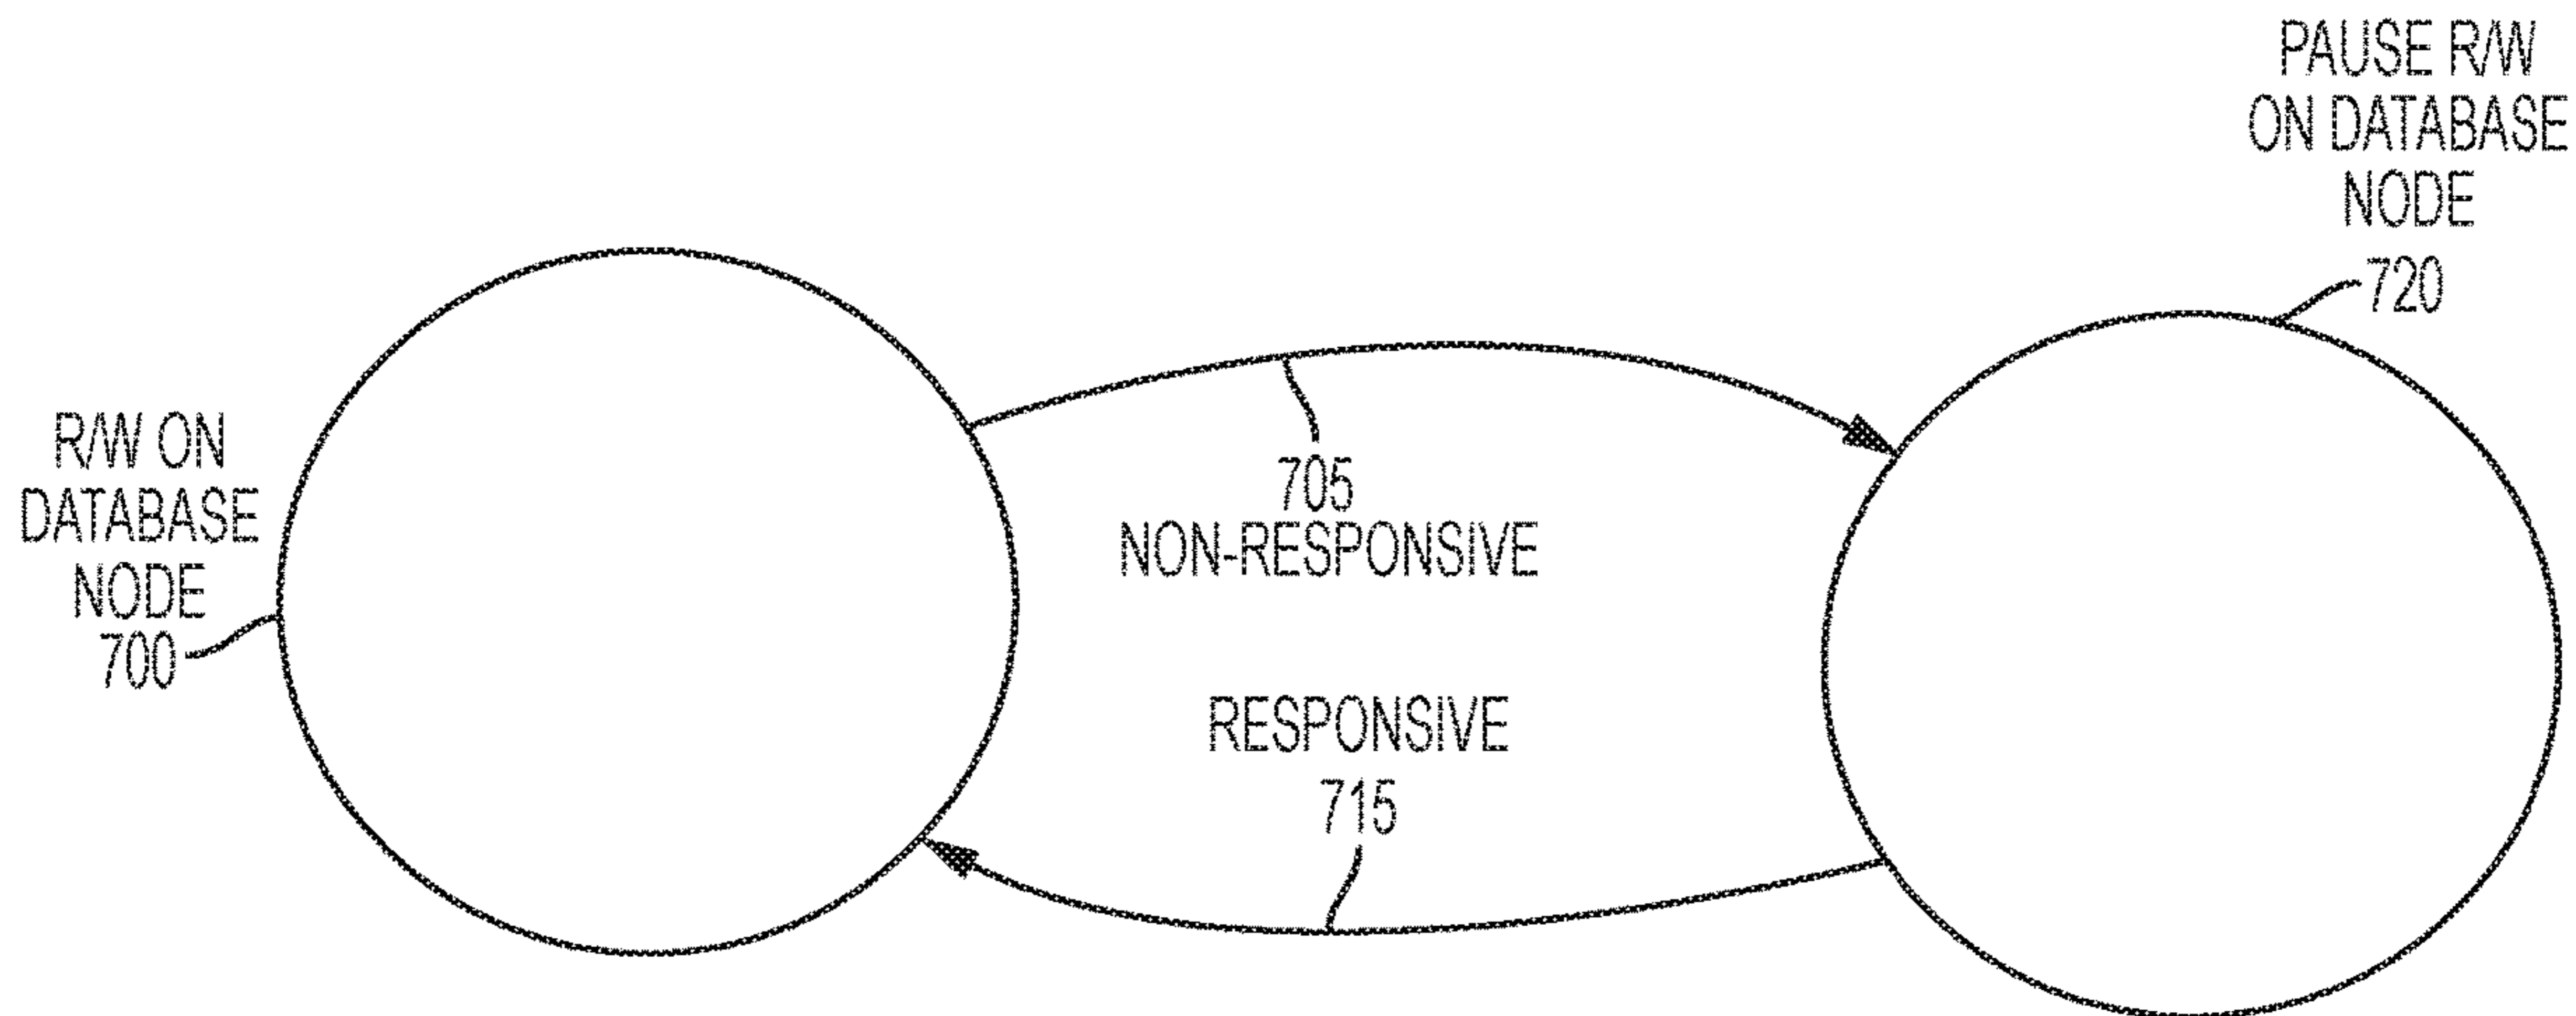 PAUSE R/W
ON DATABASE
NODE
720
R/W ON
DATABASE
NODE
700
705
NON-RESPONSIVE
RESPONSIVE
715